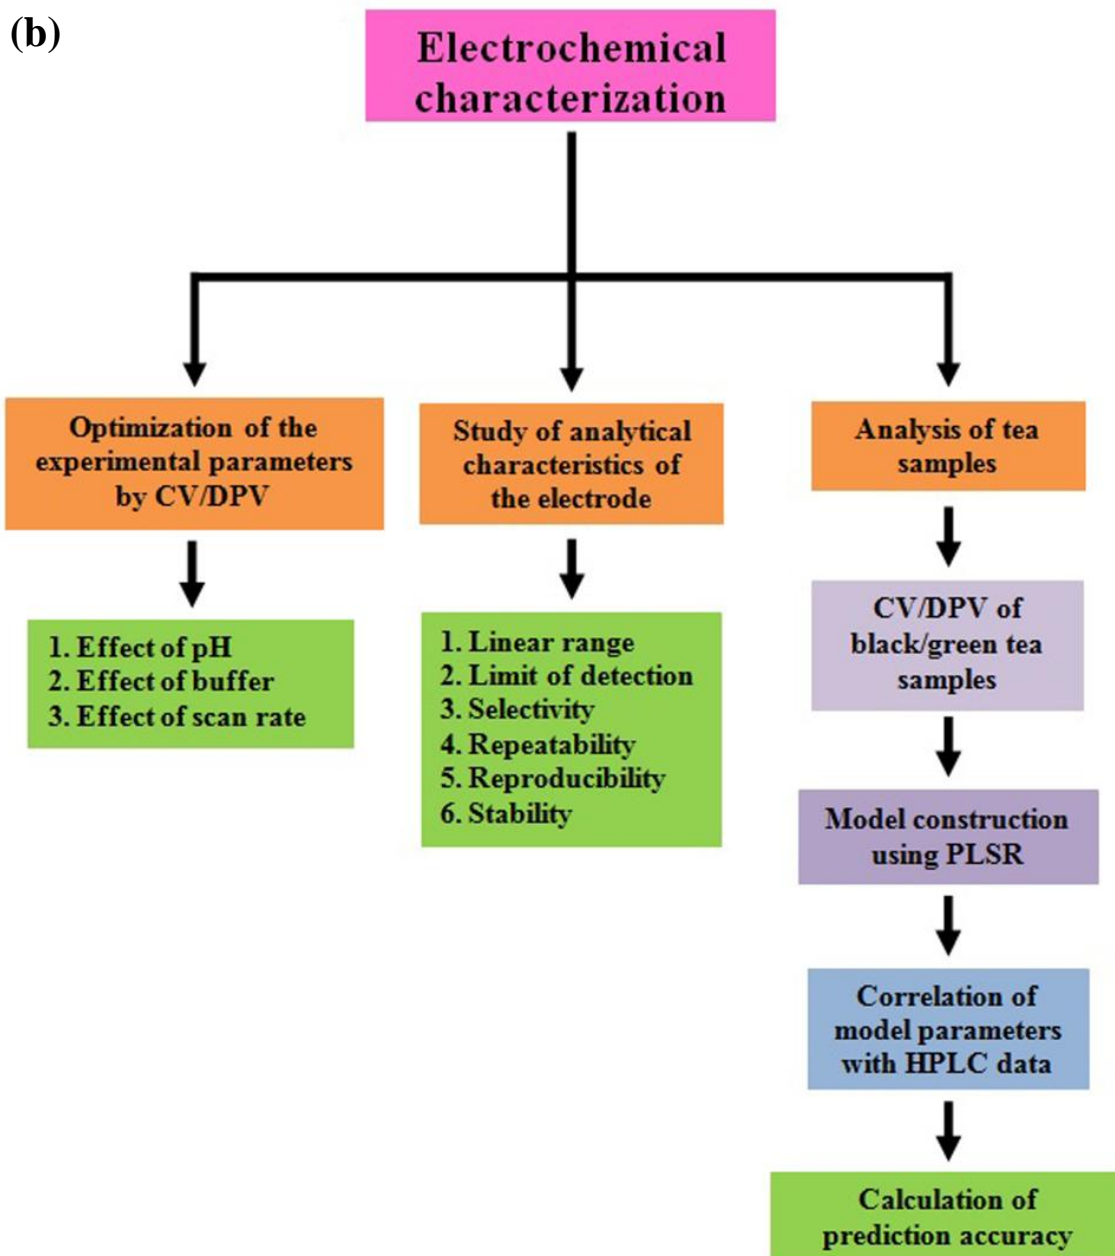 (b)
Electrochemical
characterization
Optimization of the
experimental parameters
by CV/DPV
1. Effect of pH
2. Effect of buffer
3. Effect of scan rate
Study of analytical
characteristics of
the electrode
1. Linear range
2. Limit of detection
3. Selectivity
4. Repeatability
5. Reproducibility
6. Stability
Analysis of tea
samples
CV/DPV of
black/green tea
samples
Model construction
using PLSR
Correlation of
model parameters
with HPLC data
Calculation of
prediction accuracy